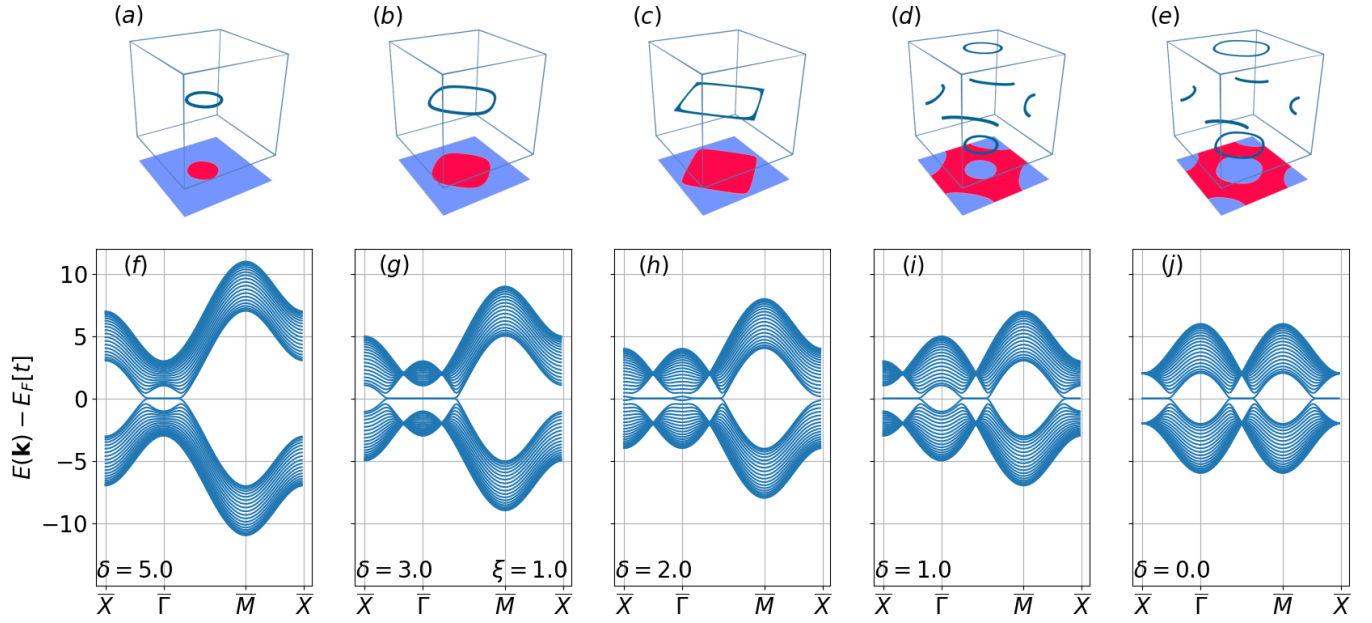 (a) (b) (c) (d) (e)
E(k) − E_F[t]
10
5
0
−5
−10
(f) (g) (h) (i) (j)
δ = 5.0 δ = 3.0 ξ = 1.0 δ = 2.0 δ = 1.0 δ = 0.0
X̅ Γ̅ M̅ X̅ X̅ Γ̅ M̅ X̅ X̅ Γ̅ M̅ X̅ X̅ Γ̅ M̅ X̅ X̅ Γ̅ M̅ X̅